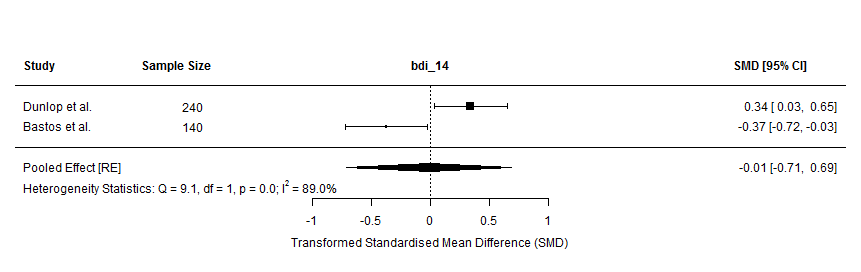 Study Sample Size bdi_14 SMD [95% CI]
Dunlop et al. 240 0.34 [ 0.03, 0.65]
Bastos et al. 140 -0.37 [-0.72, -0.03]
Pooled Effect [RE] -0.01 [-0.71, 0.69]
Heterogeneity Statistics: Q = 9.1, df = 1, p = 0.0; I² = 89.0%
-1 -0.5 0 0.5 1
Transformed Standardised Mean Difference (SMD)